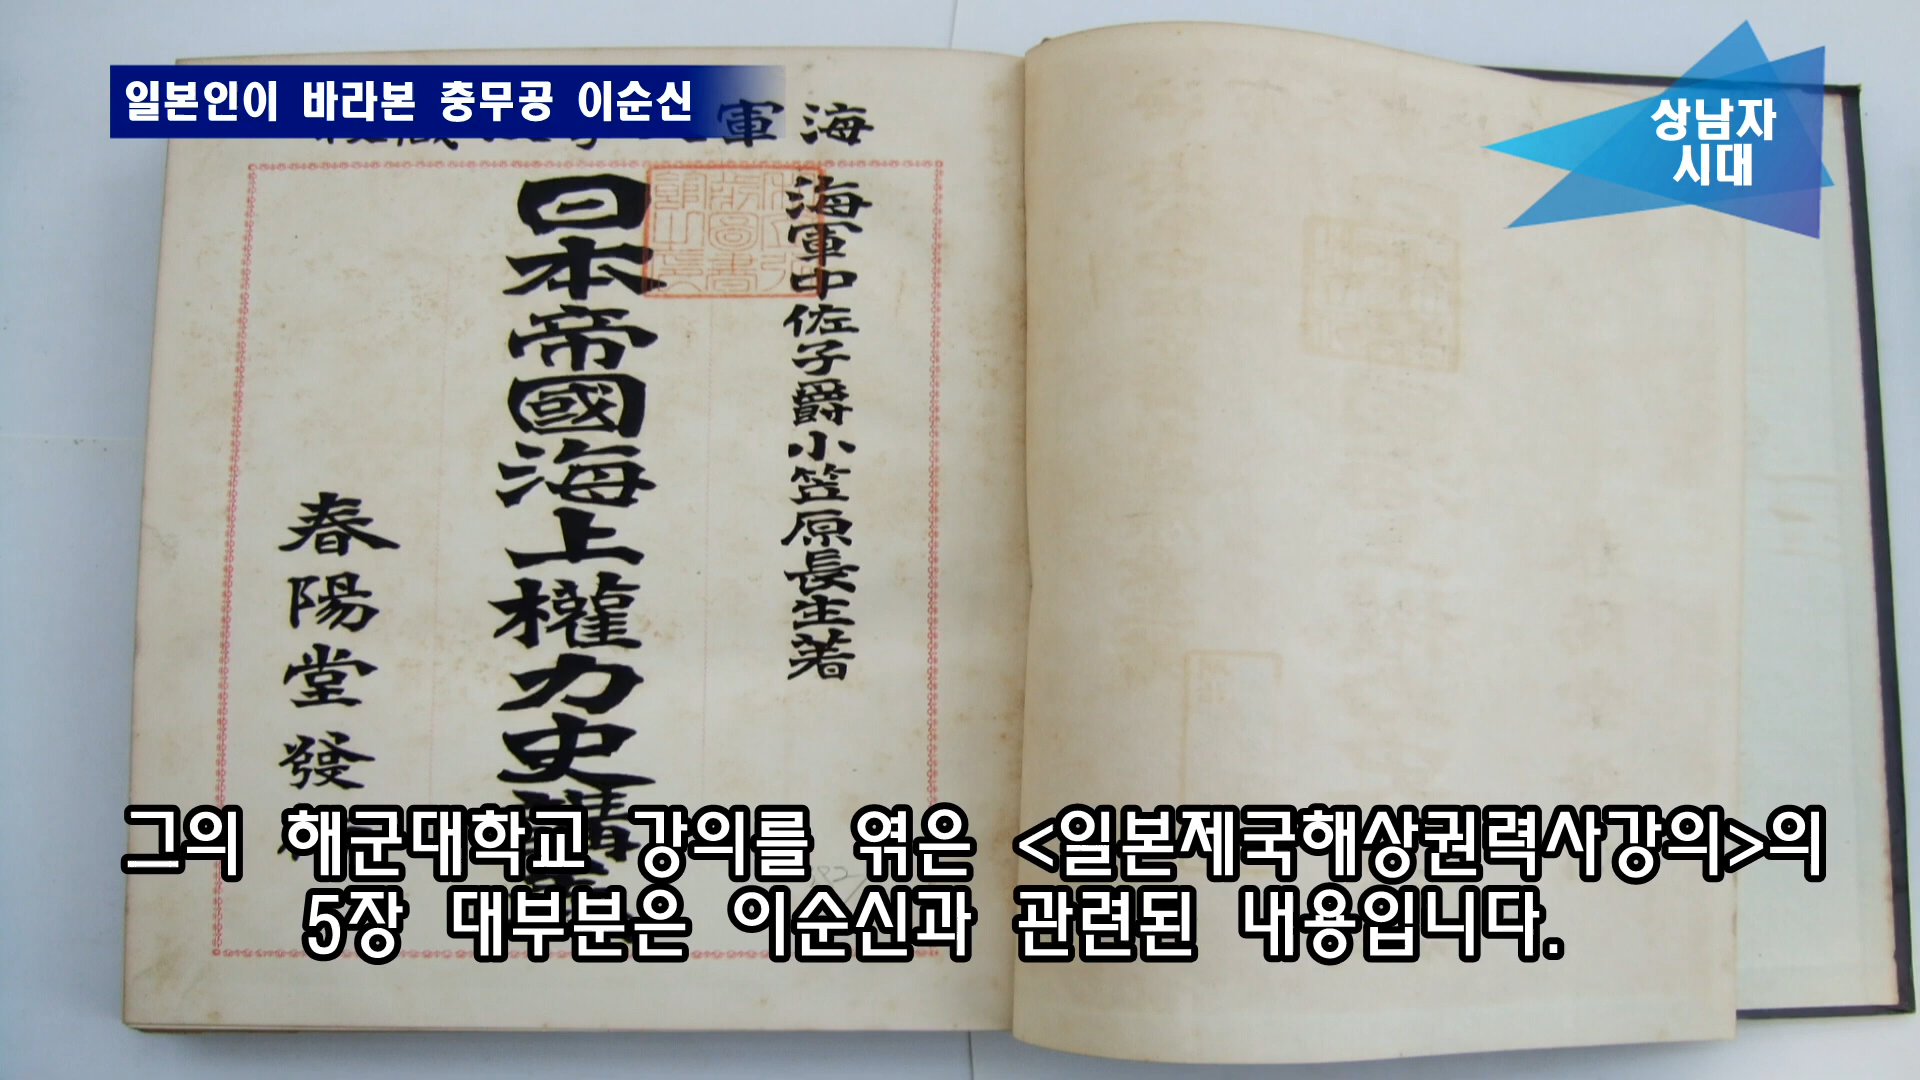 일본인이 바라본 충무공 이순신
상남자
시대
海軍
海軍中佐子爵小笠原長生著
日本帝國海上權力史講
春陽堂發
그의 해군대학교 강의를 엮은 <일본제국해상권력사강의>의
5장 대부분은 이순신과 관련된 내용입니다.